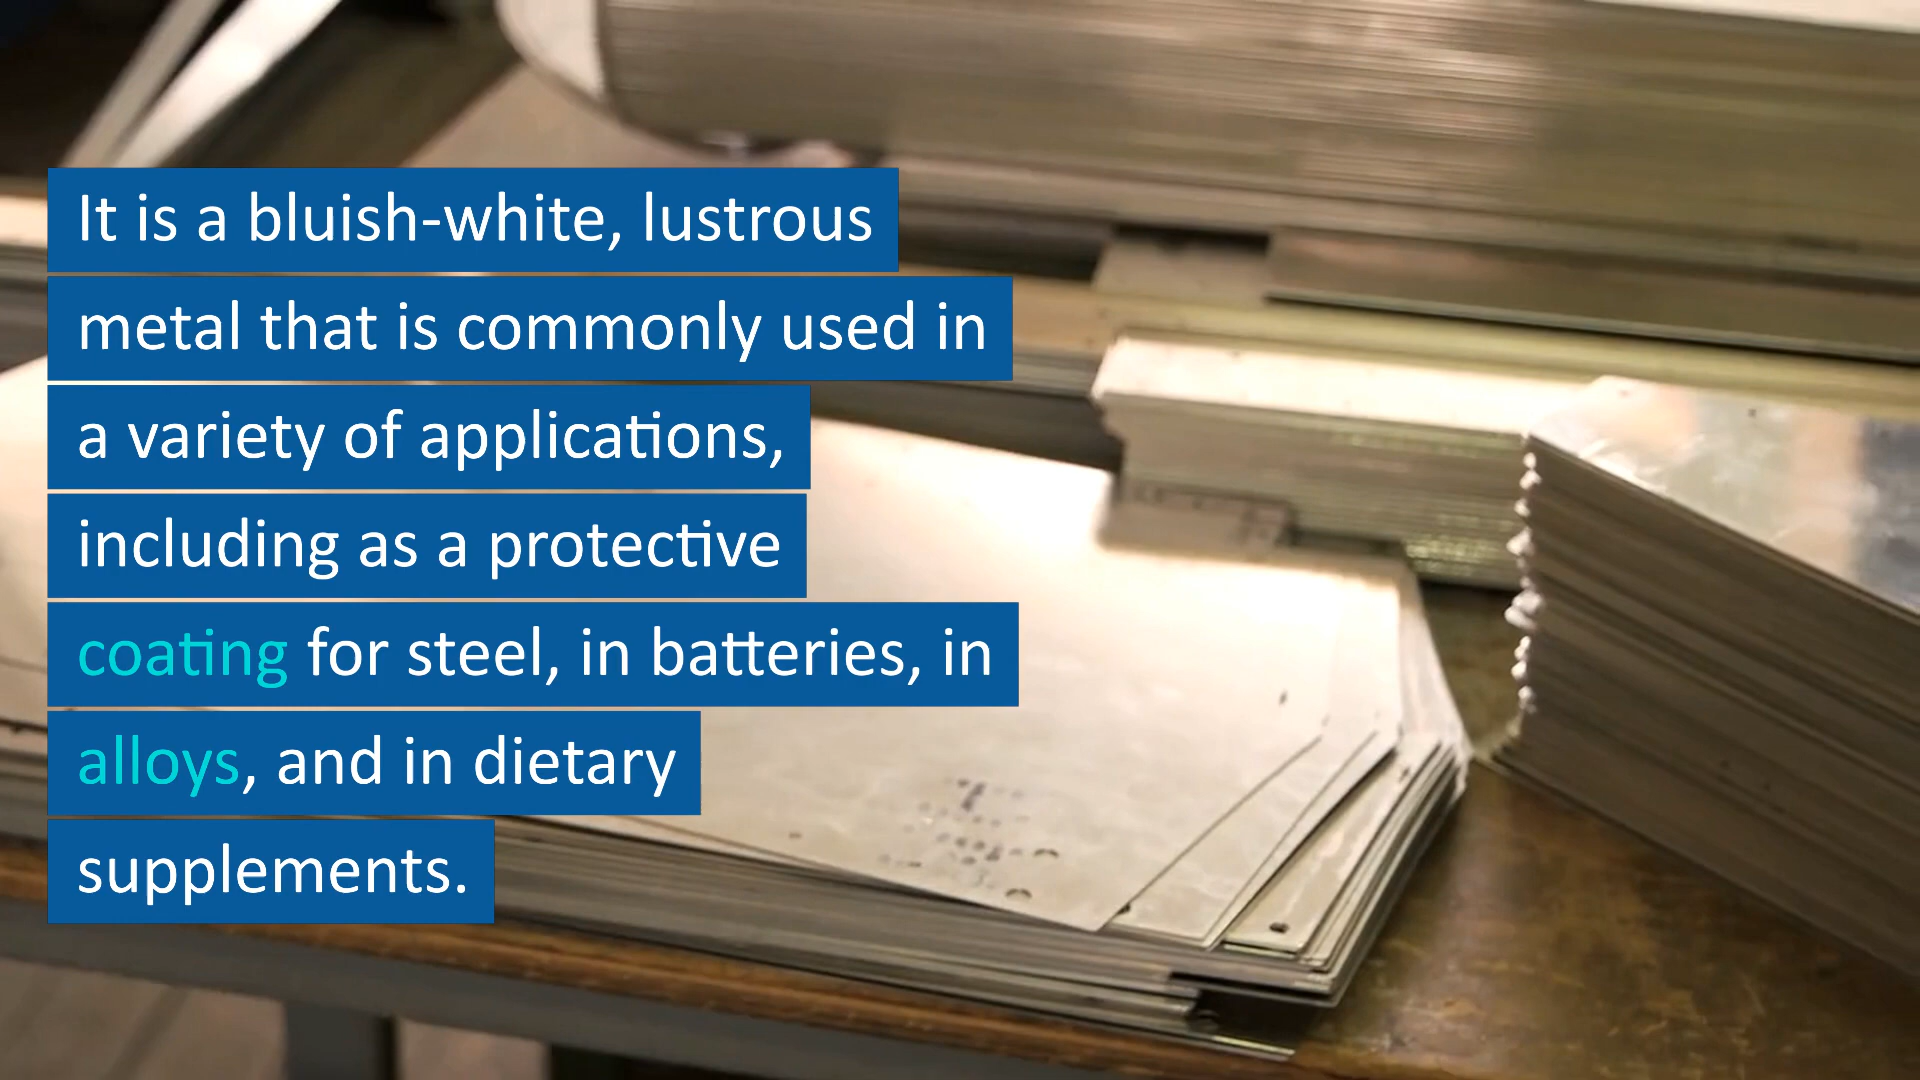 It is a bluish-white, lustrous
metal that is commonly used in
a variety of applications,
including as a protective
coating for steel, in batteries, in
alloys, and in dietary
supplements.